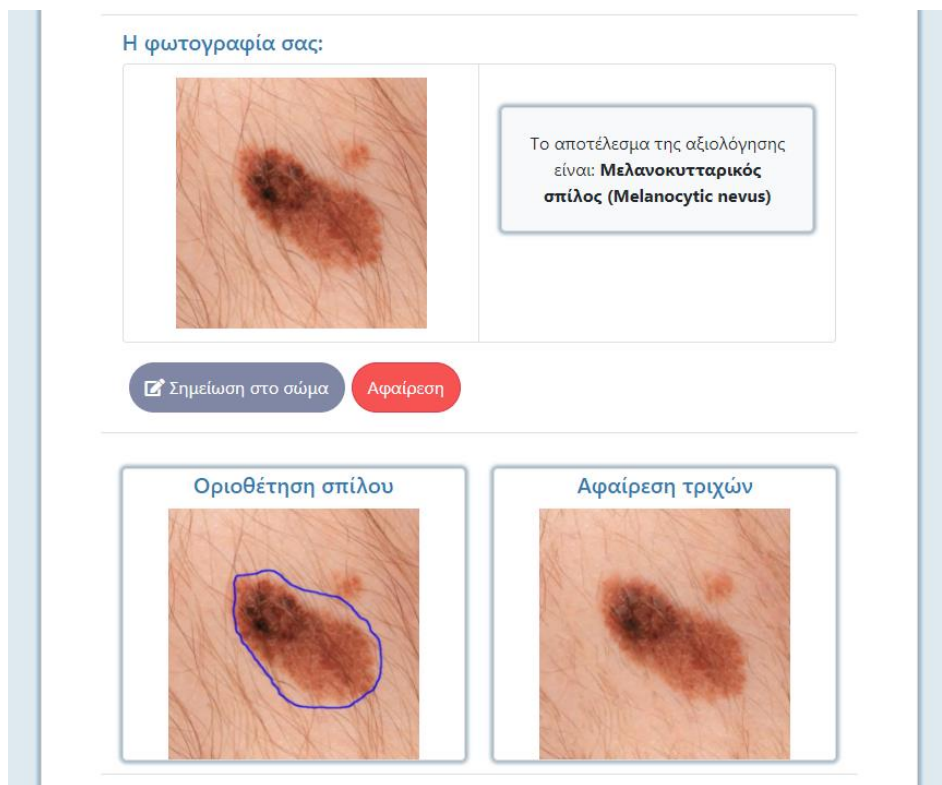 Η φωτογραφία σας:
Το αποτέλεσμα της αξιολόγησης
είναι: Μελανοκυτταρικός
σπίλος (Melanocytic nevus)
Σημείωση στο σώμα
Αφαίρεση
Οριοθέτηση σπίλου
Αφαίρεση τριχών